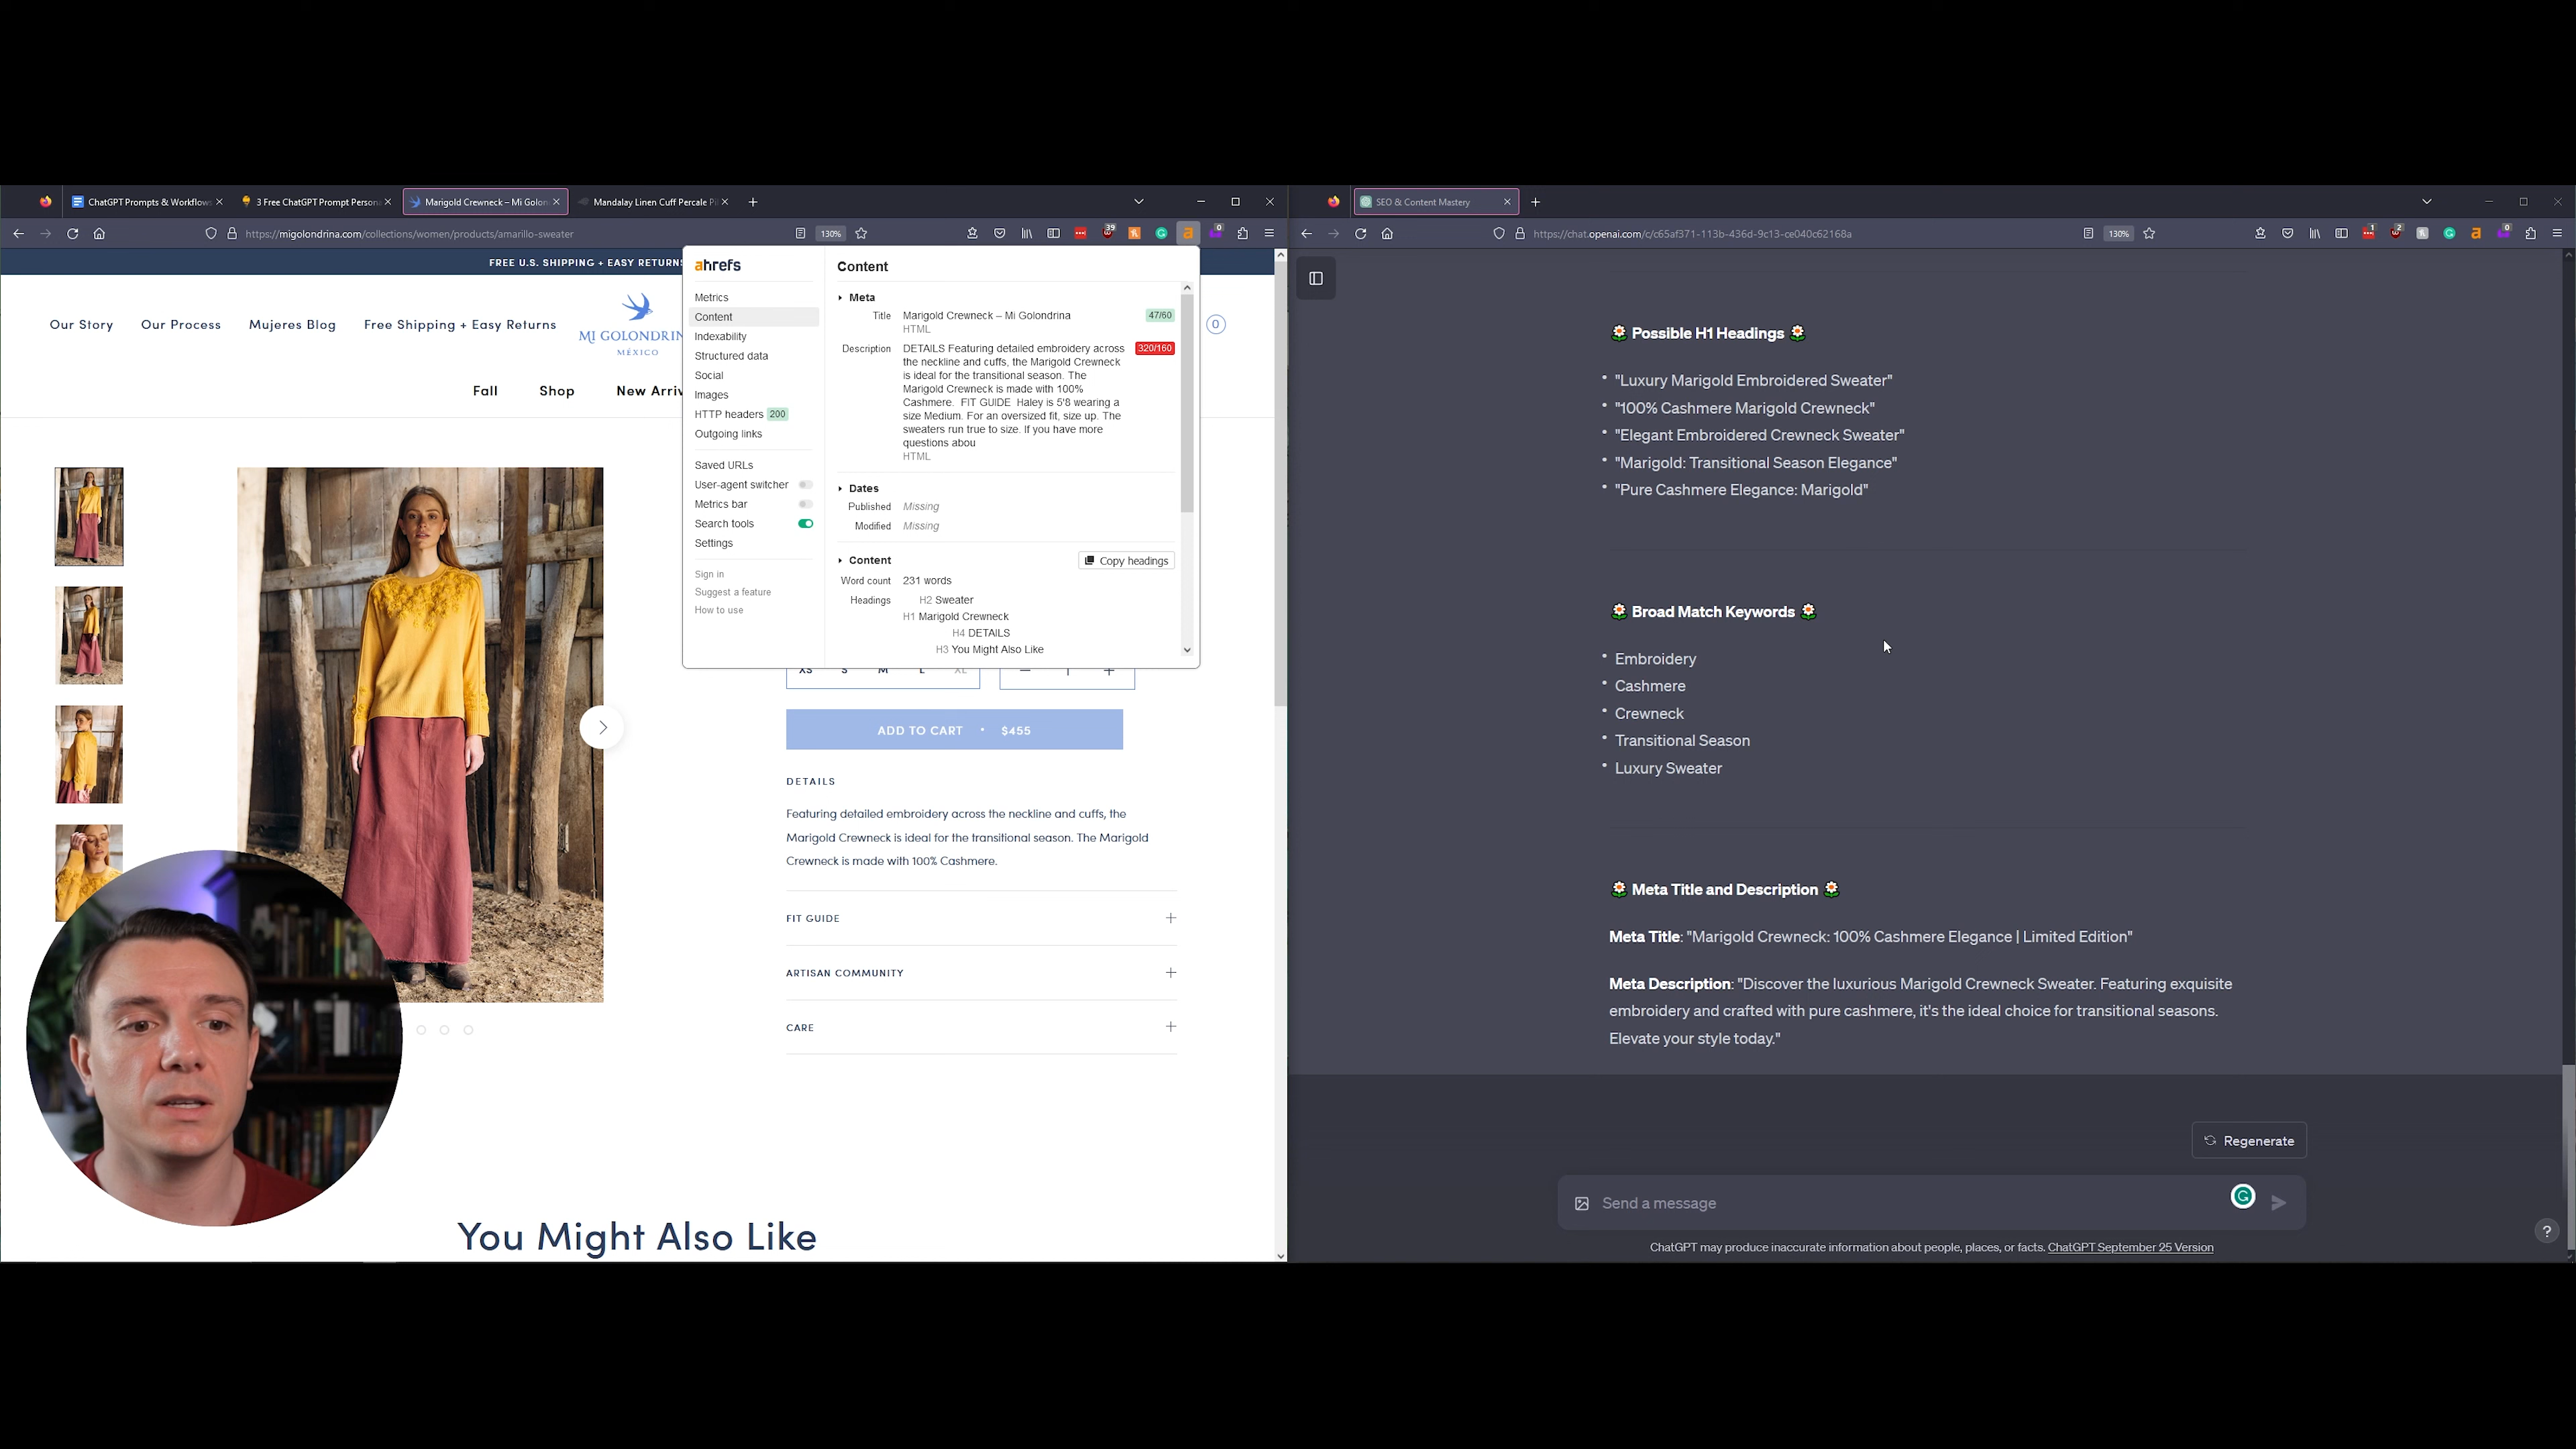 ChatGPT Prompts & Workflows
3 Free ChatGPT Prompt Persona
Marigold Crewneck – Mi Golon
Mandalay Linen Cuff Percale Pi
https://migolondrina.com/collections/women/products/amarillo-sweater
130%
39
0
FREE U.S. SHIPPING + EASY RETURNS
Our Story
Our Process
Mujeres Blog
Free Shipping + Easy Returns
MI GOLONDRIN
MÉXICO
0
Fall
Shop
New Arriv
ahrefs
Metrics
Content
Indexability
Structured data
Social
Images
HTTP headers 200
Outgoing links
Saved URLs
User-agent switcher
Metrics bar
Search tools
Settings
Sign in
Suggest a feature
How to use
Content
Meta
Title Marigold Crewneck – Mi Golondrina 47/60
HTML
Description DETAILS Featuring detailed embroidery across 320/160
the neckline and cuffs, the Marigold Crewneck
is ideal for the transitional season. The
Marigold Crewneck is made with 100%
Cashmere. FIT GUIDE Haley is 5'8 wearing a
size Medium. For an oversized fit, size up. The
sweaters run true to size. If you have more
questions abou
HTML
Dates
Published Missing
Modified Missing
Content Copy headings
Word count 231 words
Headings H2 Sweater
H1 Marigold Crewneck
H4 DETAILS
H3 You Might Also Like
XS S M L XL
1
ADD TO CART • $455
DETAILS
Featuring detailed embroidery across the neckline and cuffs, the
Marigold Crewneck is ideal for the transitional season. The Marigold
Crewneck is made with 100% Cashmere.
FIT GUIDE
ARTISAN COMMUNITY
CARE
You Might Also Like
SEO & Content Mastery
https://chat.openai.com/c/c65af371-113b-436d-9c13-ce040c62168a
130%
1
2
0
Possible H1 Headings
"Luxury Marigold Embroidered Sweater"
"100% Cashmere Marigold Crewneck"
"Elegant Embroidered Crewneck Sweater"
"Marigold: Transitional Season Elegance"
"Pure Cashmere Elegance: Marigold"
Broad Match Keywords
Embroidery
Cashmere
Crewneck
Transitional Season
Luxury Sweater
Meta Title and Description
Meta Title: "Marigold Crewneck: 100% Cashmere Elegance | Limited Edition"
Meta Description: "Discover the luxurious Marigold Crewneck Sweater. Featuring exquisite
embroidery and crafted with pure cashmere, it's the ideal choice for transitional seasons.
Elevate your style today."
Regenerate
Send a message
?
ChatGPT may produce inaccurate information about people, places, or facts. ChatGPT September 25 Version